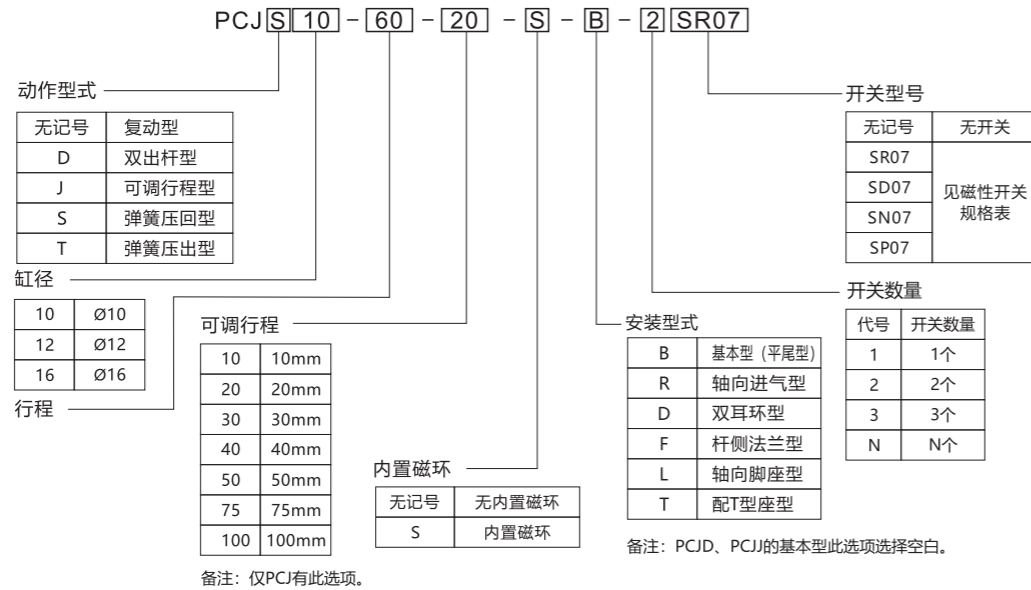 PCJ S 10 - 60 - 20 - S - B - 2 SR07
动作型式
无记号 复动型
D 双出杆型
J 可调行程型
S 弹簧压回型
T 弹簧压出型
缸径
10 Ø10
12 Ø12
16 Ø16
行程
可调行程
10 10mm
20 20mm
30 30mm
40 40mm
50 50mm
75 75mm
100 100mm
备注：仅PCJ有此选项。
内置磁环
无记号 无内置磁环
S 内置磁环
安装型式
B 基本型（平尾型）
R 轴向进气型
D 双耳环型
F 杆侧法兰型
L 轴向脚座型
T 配T型座型
备注：PCJD、PCJJ的基本型此选项选择空白。
开关型号
无记号 无开关
SR07
SD07
SN07
SP07
见磁性开关
规格表
开关数量
代号 开关数量
1 1个
2 2个
3 3个
N N个